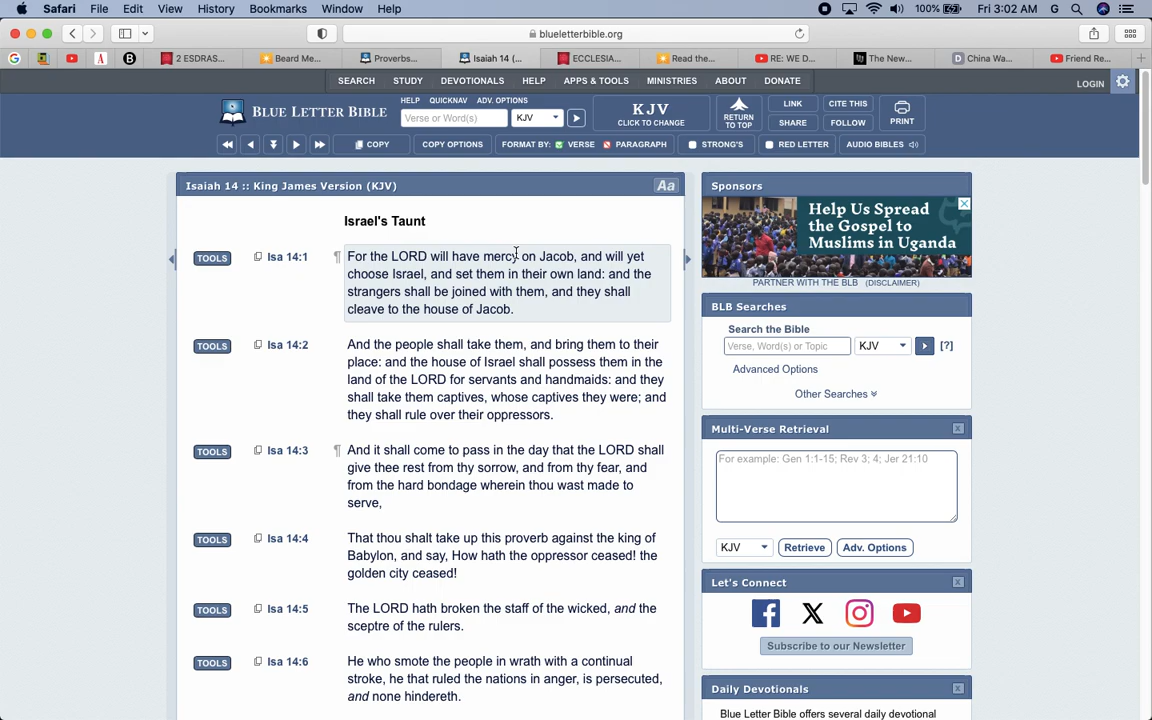 Safari File Edit View History Bookmarks Window Help 100% Fri 3:02 AM G
blueletterbible.org
2 ESDRAS... Beard Me... Proverbs... Isaiah 14 (... ECCLESIA... Read the... RE: WE D... The New... China Wa... Friend Re...
SEARCH STUDY DEVOTIONALS HELP APPS & TOOLS MINISTRIES ABOUT DONATE LOGIN
BLUE LETTER BIBLE
HELP QUICKNAV ADV. OPTIONS
Verse or Word(s) KJV
KJV
CLICK TO CHANGE
RETURN
TO TOP
LINK CITE THIS
SHARE FOLLOW
PRINT
COPY COPY OPTIONS FORMAT BY: VERSE PARAGRAPH STRONG'S RED LETTER AUDIO BIBLES
Isaiah 14 :: King James Version (KJV) Aa
Israel's Taunt
TOOLS Isa 14:1 ¶ For the LORD will have mercy on Jacob, and will yet
choose Israel, and set them in their own land: and the
strangers shall be joined with them, and they shall
cleave to the house of Jacob.
TOOLS Isa 14:2 And the people shall take them, and bring them to their
place: and the house of Israel shall possess them in the
land of the LORD for servants and handmaids: and they
shall take them captives, whose captives they were; and
they shall rule over their oppressors.
TOOLS Isa 14:3 ¶ And it shall come to pass in the day that the LORD shall
give thee rest from thy sorrow, and from thy fear, and
from the hard bondage wherein thou wast made to
serve,
TOOLS Isa 14:4 That thou shalt take up this proverb against the king of
Babylon, and say, How hath the oppressor ceased! the
golden city ceased!
TOOLS Isa 14:5 The LORD hath broken the staff of the wicked, and the
sceptre of the rulers.
TOOLS Isa 14:6 He who smote the people in wrath with a continual
stroke, he that ruled the nations in anger, is persecuted,
and none hindereth.
Sponsors
Help Us Spread
the Gospel to
Muslims in Uganda
PARTNER WITH THE BLB (DISCLAIMER)
BLB Searches
Search the Bible
Verse, Word(s) or Topic KJV [?]
Advanced Options
Other Searches
Multi-Verse Retrieval
For example: Gen 1:1-15; Rev 3; 4; Jer 21:10
KJV Retrieve Adv. Options
Let's Connect
Subscribe to our Newsletter
Daily Devotionals
Blue Letter Bible offers several daily devotional